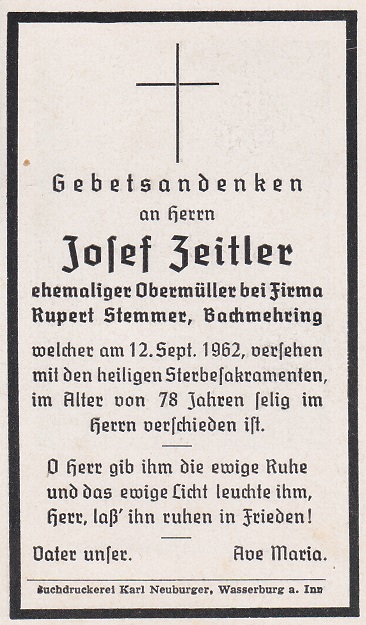 Gebetsandenken
an Herrn
Joſef Zeitler
ehemaliger Obermüller bei Firma
Rupert Stemmer, Bachmehring
welcher am 12. Sept. 1962, verſehen
mit den heiligen Sterbeſakramenten,
im Alter von 78 Jahren ſelig im
Herrn verſchieden iſt.
O Herr gib ihm die ewige Ruhe
und das ewige Licht leuchte ihm,
Herr, laß' ihn ruhen in Frieden!
Vater unſer. Ave Maria.
Buchdruckerei Karl Neuburger, Wasserburg a. Inn